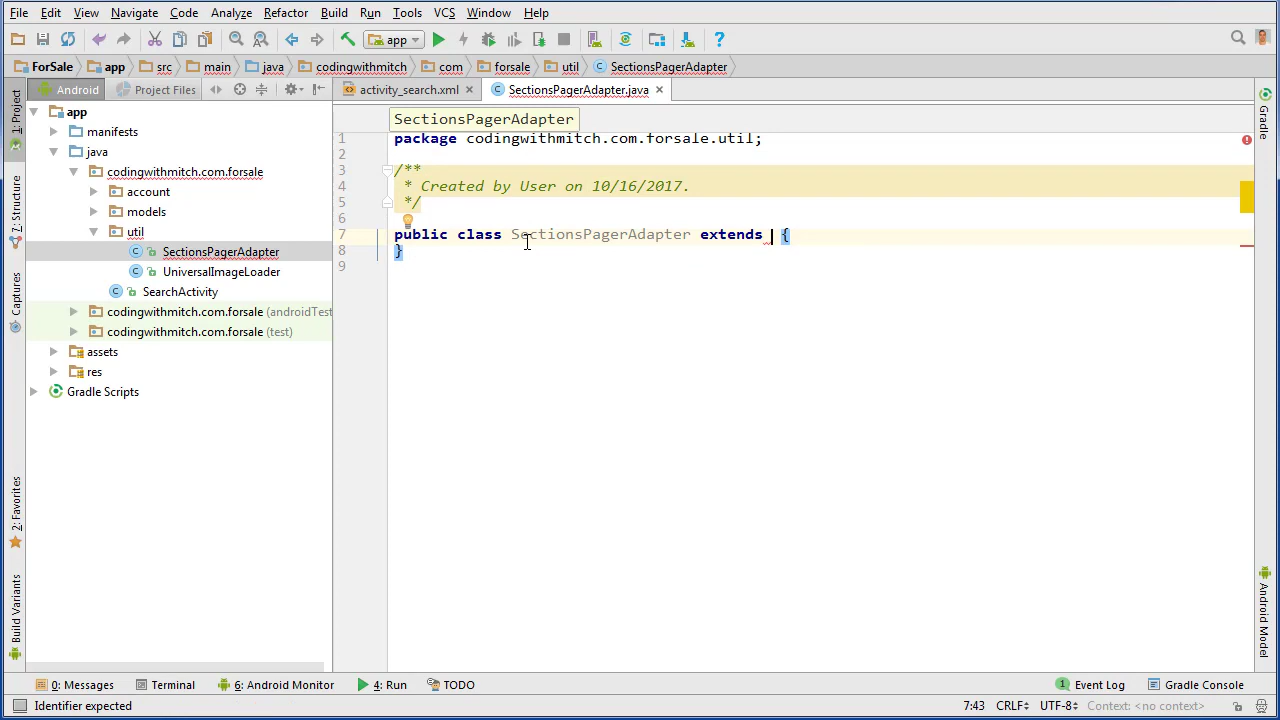 File Edit View Navigate Code Analyze Refactor Build Run Tools VCS Window Help
app
ForSale app src main java codingwithmitch com forsale util SectionsPagerAdapter
Android Project Files activity_search.xml SectionsPagerAdapter.java
1: Project
7: Structure
Captures
2: Favorites
Build Variants
app
manifests
java
codingwithmitch.com.forsale
account
models
util
SectionsPagerAdapter
UniversalImageLoader
SearchActivity
codingwithmitch.com.forsale (androidTest
codingwithmitch.com.forsale (test)
assets
res
Gradle Scripts
SectionsPagerAdapter
1 package codingwithmitch.com.forsale.util;
2
3 /**
4 * Created by User on 10/16/2017.
5 */
6
7 public class SectionsPagerAdapter extends {
8 }
9
Gradle
Android Model
0: Messages Terminal 6: Android Monitor 4: Run TODO 1 Event Log Gradle Console
Identifier expected 7:43 CRLF UTF-8 Context: <no context>